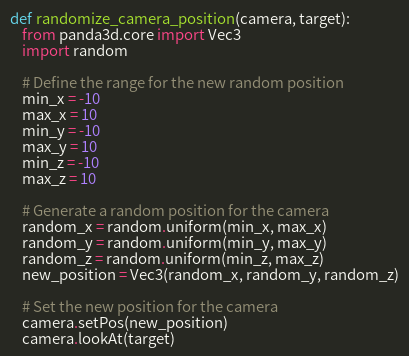 def randomize_camera_position(camera, target):
    from panda3d.core import Vec3
    import random

    # Define the range for the new random position
    min_x = -10
    max_x = 10
    min_y = -10
    max_y = 10
    min_z = -10
    max_z = 10

    # Generate a random position for the camera
    random_x = random.uniform(min_x, max_x)
    random_y = random.uniform(min_y, max_y)
    random_z = random.uniform(min_z, max_z)
    new_position = Vec3(random_x, random_y, random_z)

    # Set the new position for the camera
    camera.setPos(new_position)
    camera.lookAt(target)